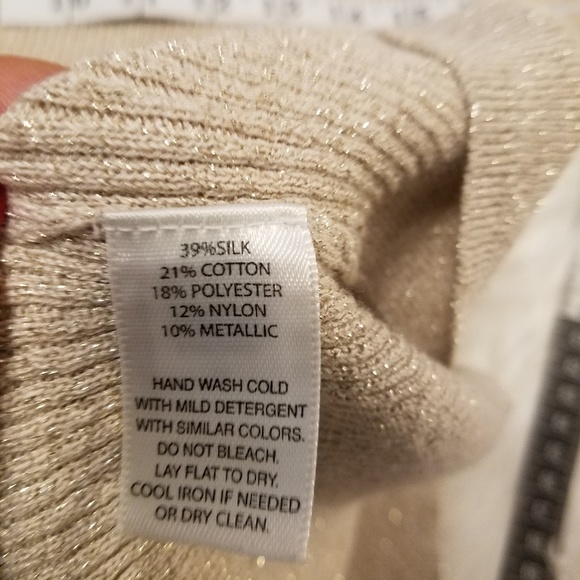 39%SILK
21% COTTON
18% POLYESTER
12% NYLON
10% METALLIC
HAND WASH COLD
WITH MILD DETERGENT
WITH SIMILAR COLORS.
DO NOT BLEACH.
LAY FLAT TO DRY.
COOL IRON IF NEEDED
OR DRY CLEAN.